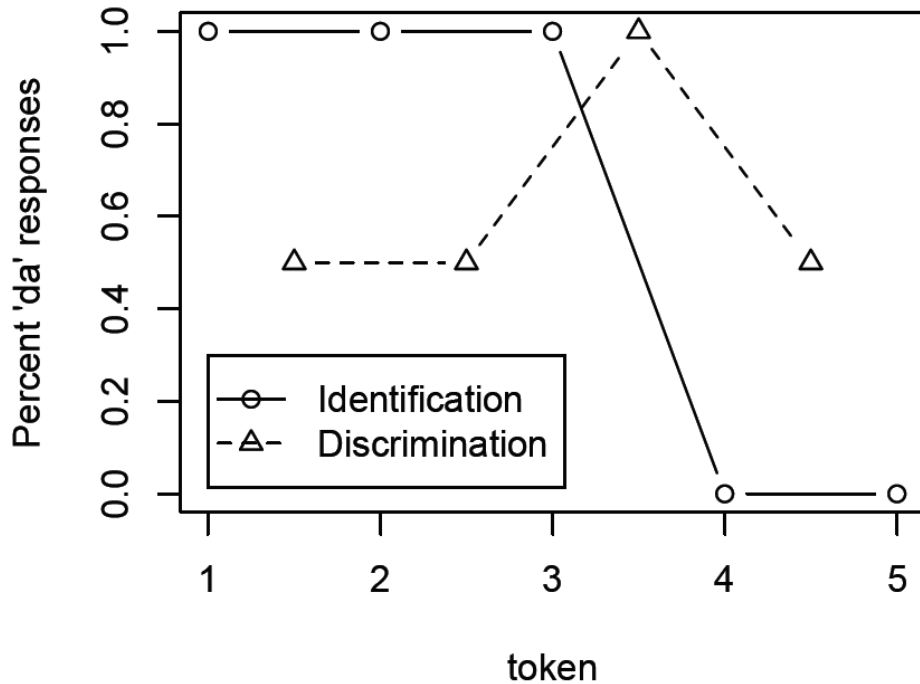 Percent 'da' responses
1.0
0.8
0.6
0.4
0.2
0.0
Identification
Discrimination
1 2 3 4 5
token